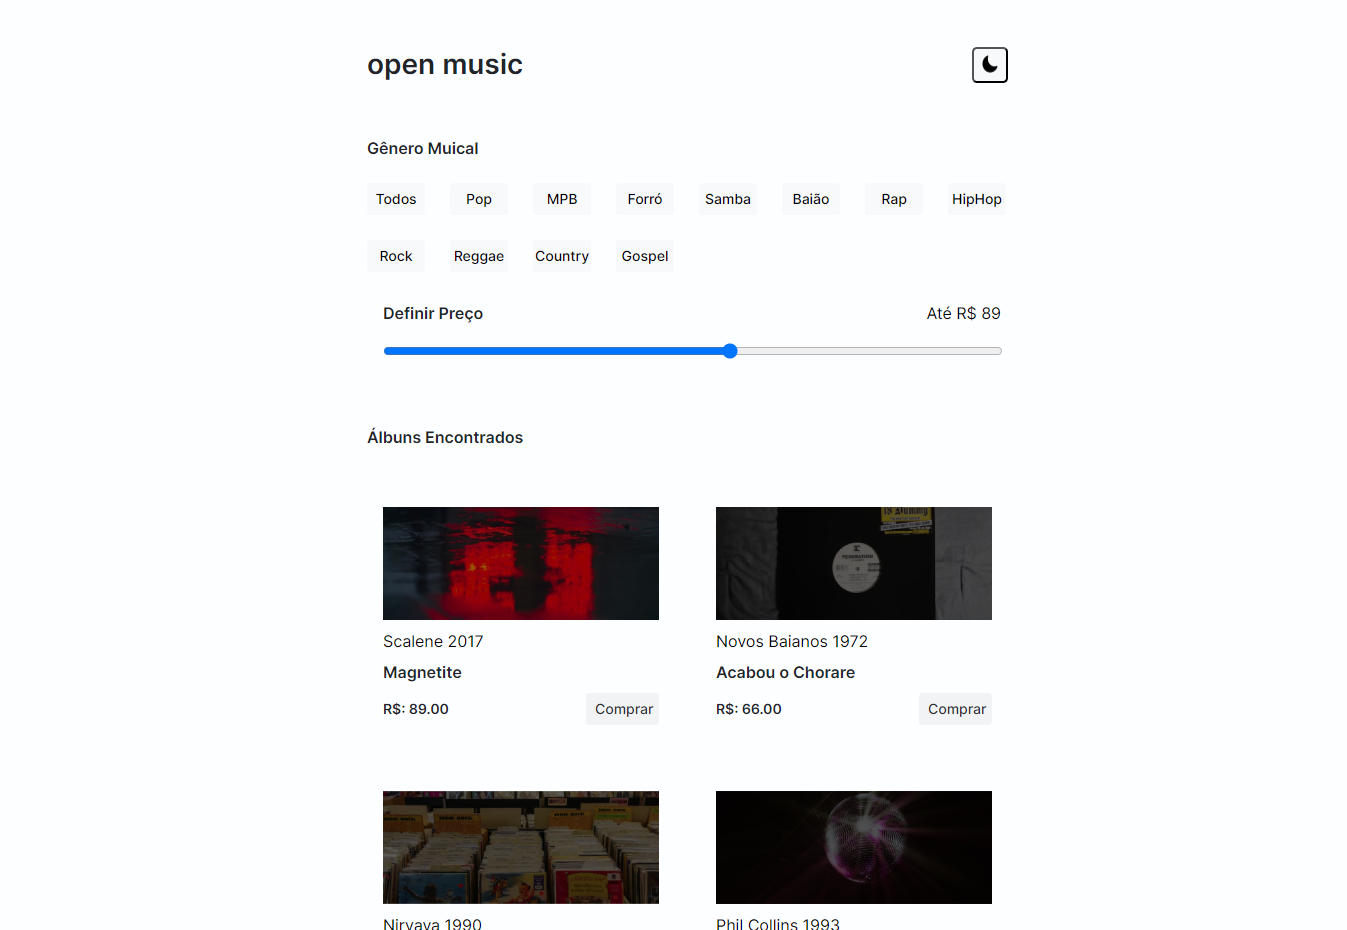 open music
Gênero Muical
Todos Pop MPB Forró Samba Baião Rap HipHop
Rock Reggae Country Gospel
Definir Preço Até R$ 89
Álbuns Encontrados
Scalene 2017 Novos Baianos 1972
Magnetite Acabou o Chorare
R$: 89.00 Comprar R$: 66.00 Comprar
Nirvava 1990 Phil Collins 1993